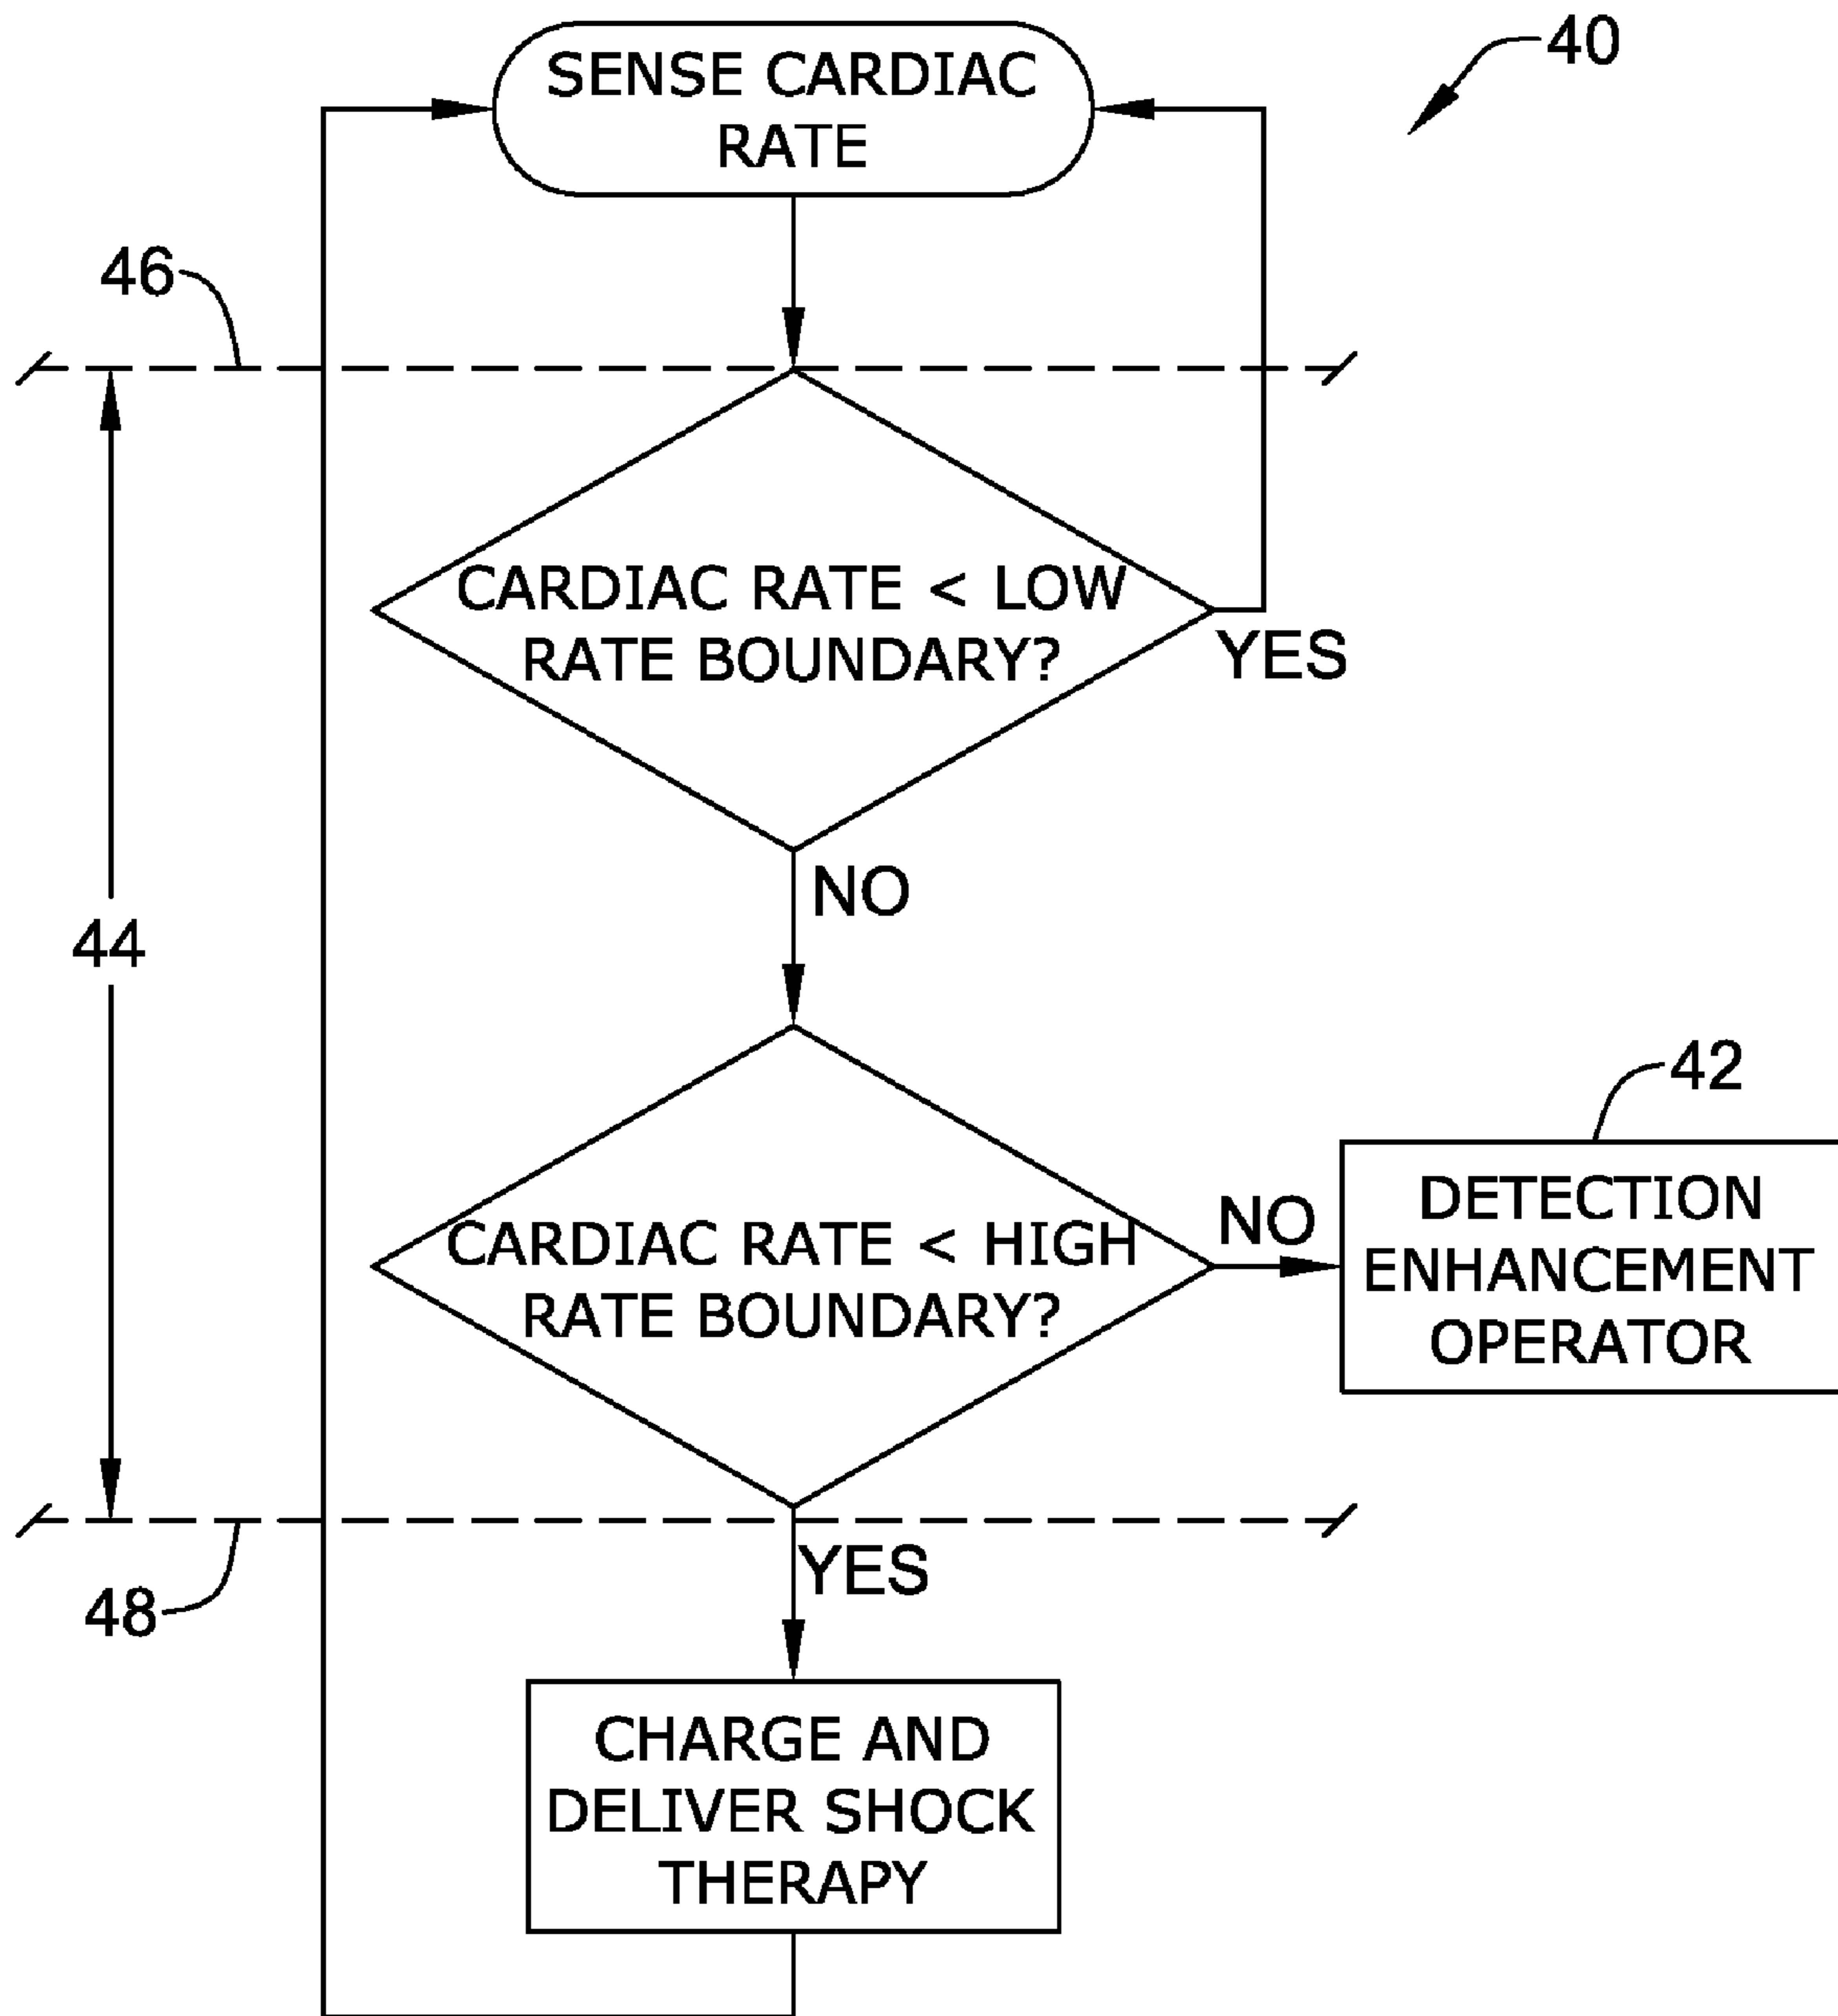 40
SENSE CARDIAC
RATE
46
CARDIAC RATE < LOW
RATE BOUNDARY?
YES
NO
44
42
DETECTION
ENHANCEMENT
OPERATOR
NO
CARDIAC RATE < HIGH
RATE BOUNDARY?
YES
48
CHARGE AND
DELIVER SHOCK
THERAPY